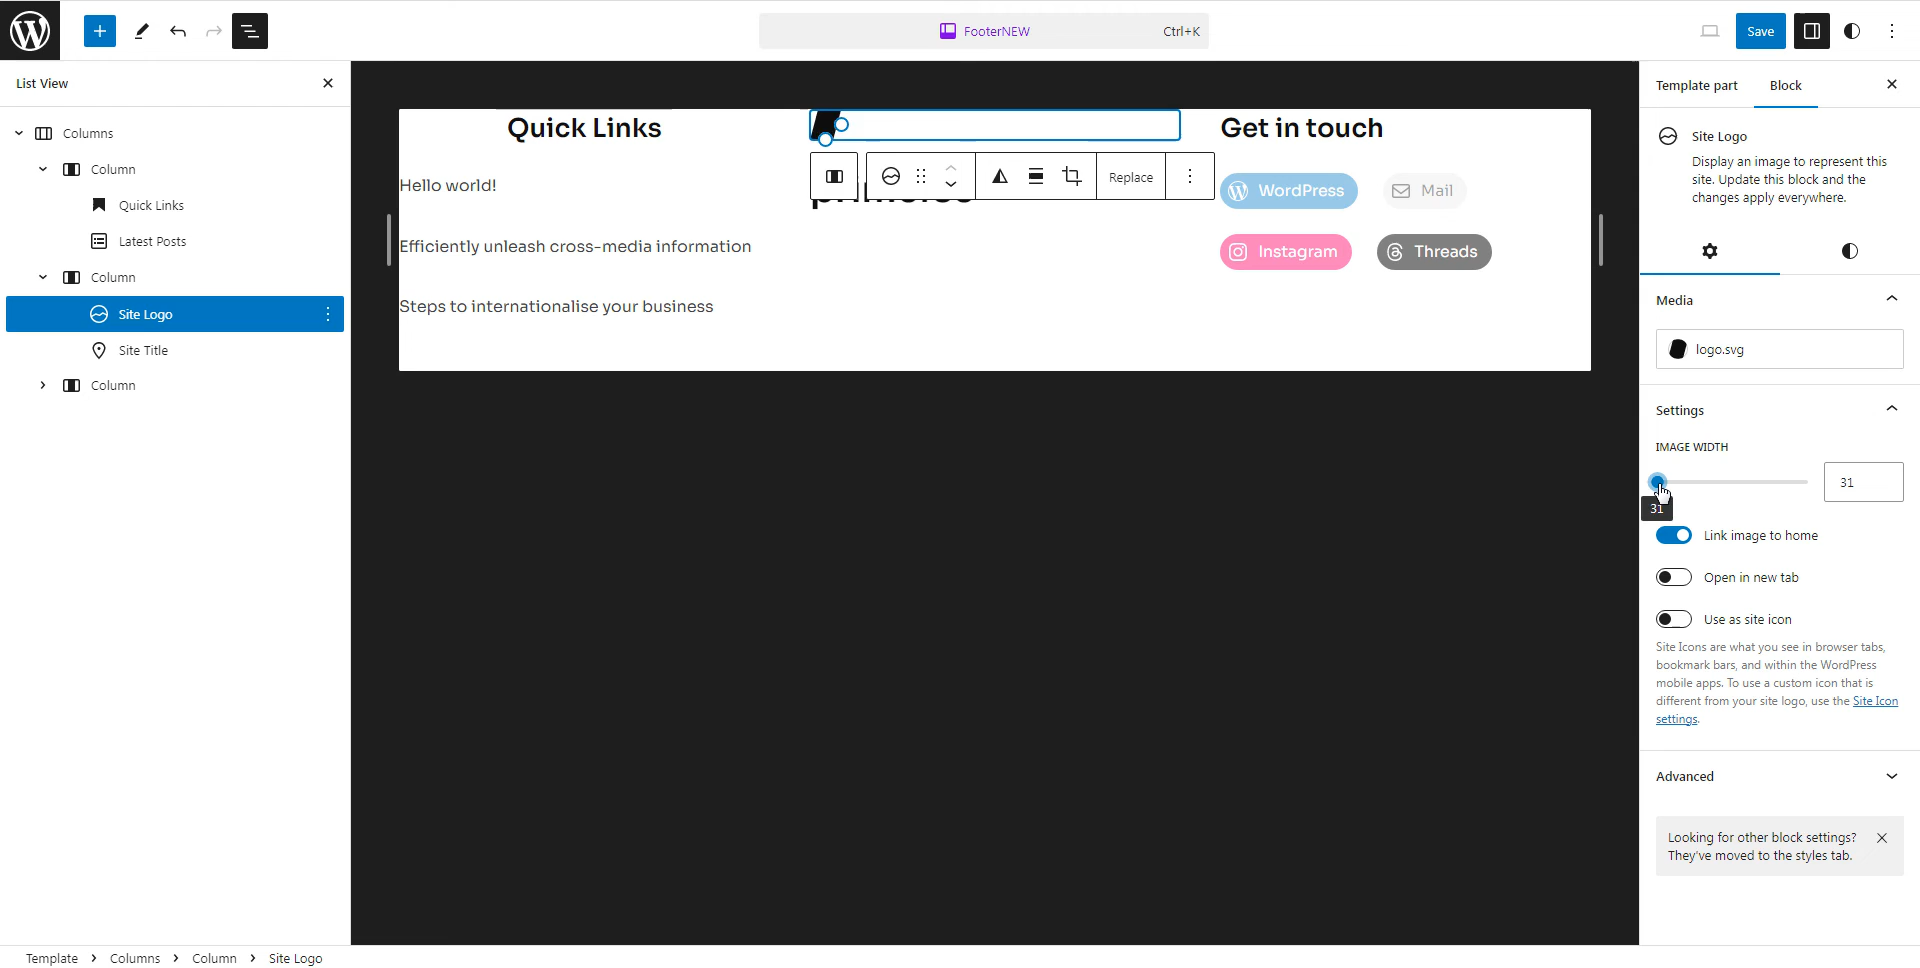 FooterNEW
Ctrl+K
Save
List View
Columns
Column
Quick Links
Latest Posts
Column
Site Logo
Site Title
Column
Quick Links
Hello world!
Efficiently unleash cross-media information
Steps to internationalise your business
Replace
Get in touch
WordPress
Mail
Instagram
Threads
Template part
Block
Site Logo
Display an image to represent this
site. Update this block and the
changes apply everywhere.
Media
logo.svg
Settings
IMAGE WIDTH
31
31
Link image to home
Open in new tab
Use as site icon
Site Icons are what you see in browser tabs,
bookmark bars, and within the WordPress
mobile apps. To use a custom icon that is
different from your site logo, use the Site Icon
settings.
Advanced
Looking for other block settings?
They've moved to the styles tab.
Template > Columns > Column > Site Logo